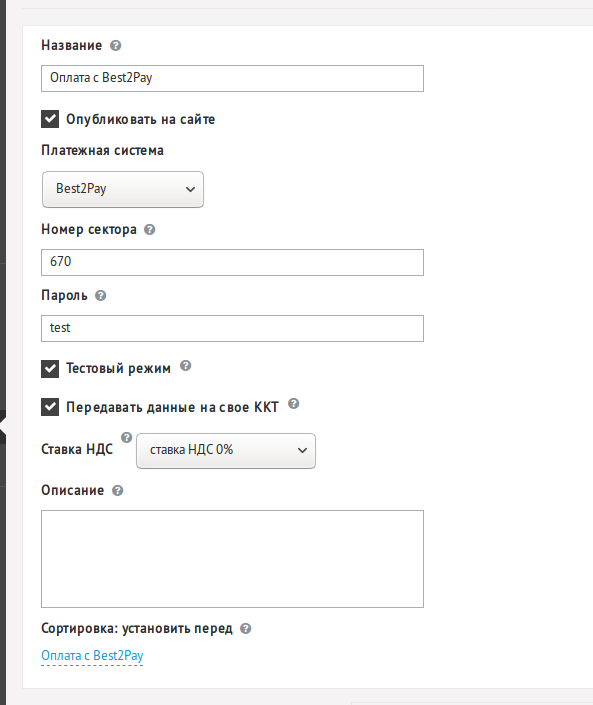 Название ?
Оплата с Best2Pay
Опубликовать на сайте
Платежная система
Best2Pay
Номер сектора ?
670
Пароль ?
test
Тестовый режим ?
Передавать данные на свое ККТ ?
Ставка НДС ? ставка НДС 0%
Описание ?
Сортировка: установить перед ?
Оплата с Best2Pay